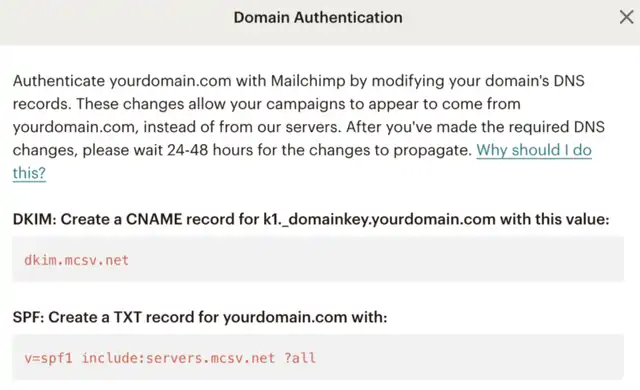 Domain Authentication
Authenticate yourdomain.com with Mailchimp by modifying your domain's DNS
records. These changes allow your campaigns to appear to come from
yourdomain.com, instead of from our servers. After you've made the required DNS
changes, please wait 24-48 hours for the changes to propagate. Why should I do
this?
DKIM: Create a CNAME record for k1._domainkey.yourdomain.com with this value:
dkim.mcsv.net
SPF: Create a TXT record for yourdomain.com with:
v=spf1 include:servers.mcsv.net ?all